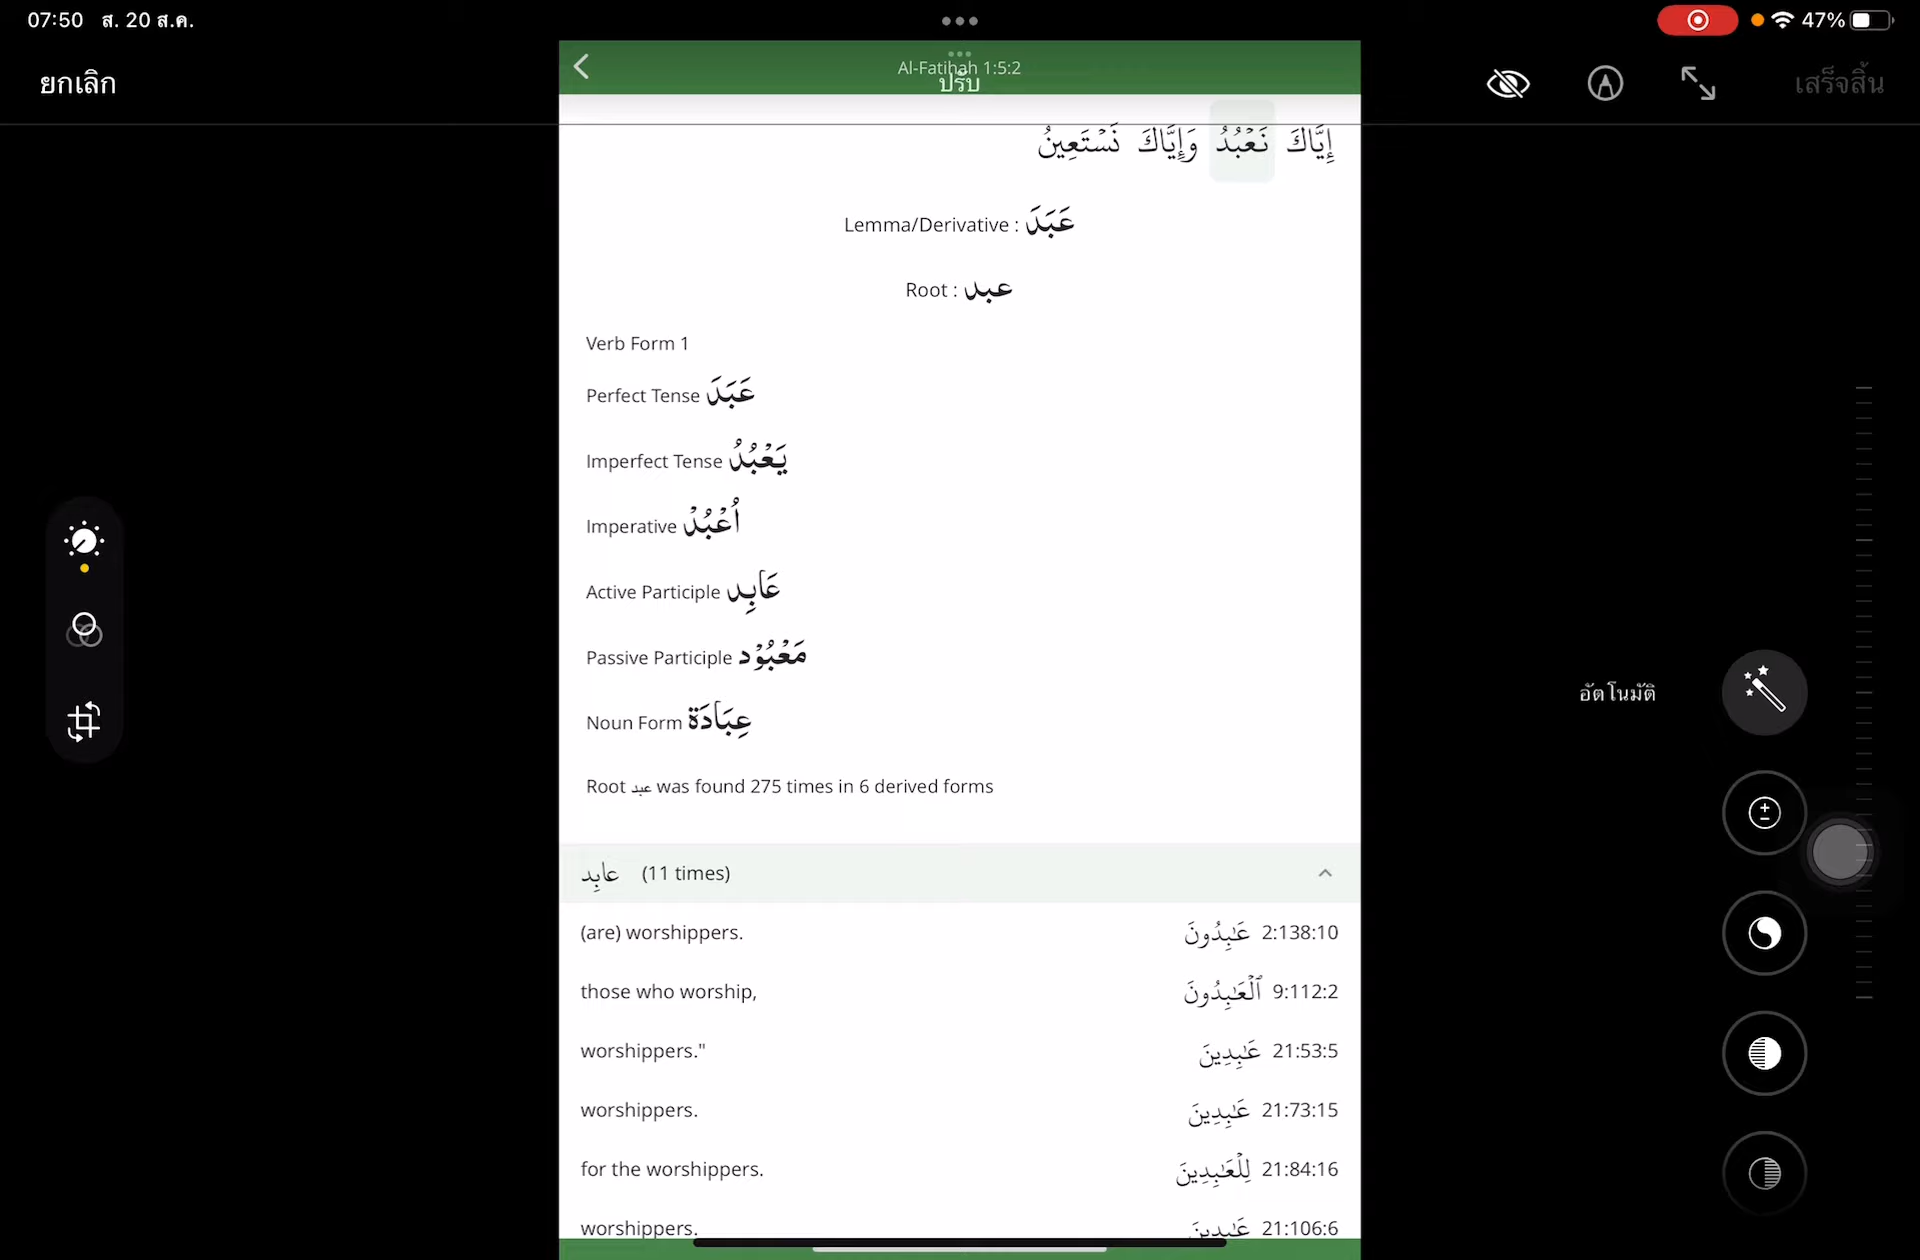 07:50 ส. 20 ส.ค.
47%
ยกเลิก
Al-Fatihah 1:5:2
ปรับ
เสร็จสิ้น
إِيَّاكَ نَعْبُدُ وَإِيَّاكَ نَسْتَعِينُ
Lemma/Derivative : عَبَدَ
Root : عبد
Verb Form 1
Perfect Tense عَبَدَ
Imperfect Tense يَعْبُدُ
Imperative اُعْبُدْ
Active Participle عَابِد
Passive Participle مَعْبُوْد
Noun Form عِبَادَة
อัตโนมัติ
Root عبد was found 275 times in 6 derived forms
عابِد (11 times)
(are) worshippers. عَـٰبِدُونَ 2:138:10
those who worship, ٱلْعَـٰبِدُونَ 9:112:2
worshippers." عَـٰبِدِينَ 21:53:5
worshippers. عَـٰبِدِينَ 21:73:15
for the worshippers. لِلْعَـٰبِدِينَ 21:84:16
worshippers. عَـٰبِدِينَ 21:106:6